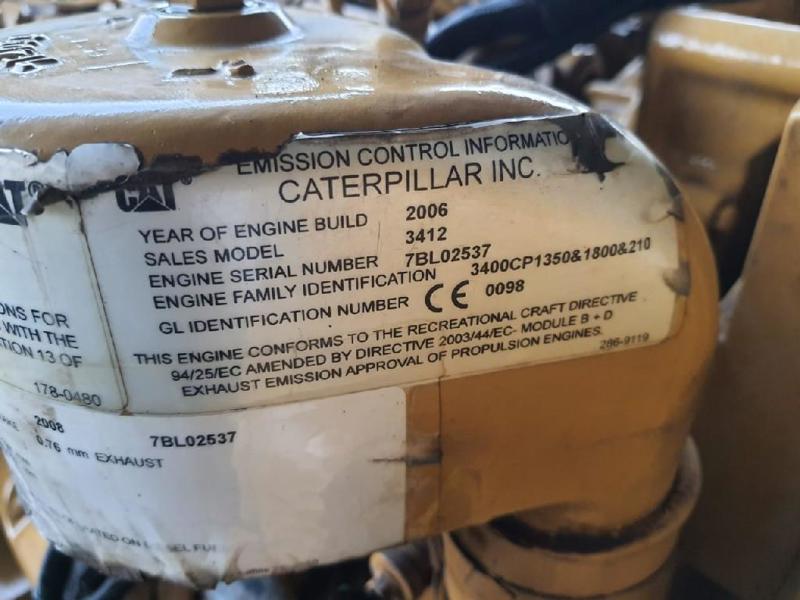 EMISSION CONTROL INFORMATIO
CAT
CATERPILLAR INC.
YEAR OF ENGINE BUILD 2006
SALES MODEL 3412
ENGINE SERIAL NUMBER 7BL02537
ENGINE FAMILY IDENTIFICATION 3400CP1350&1800&210
GL IDENTIFICATION NUMBER CE 0098
THIS ENGINE CONFORMS TO THE RECREATIONAL CRAFT DIRECTIVE
94/25/EC AMENDED BY DIRECTIVE 2003/44/EC- MODULE B + D
EXHAUST EMISSION APPROVAL OF PROPULSION ENGINES.
286-9119
AT
ONS FOR
S WITH THE
TION 13 OF
178-0480
2008 7BL02537
0.76 mm EXHAUST